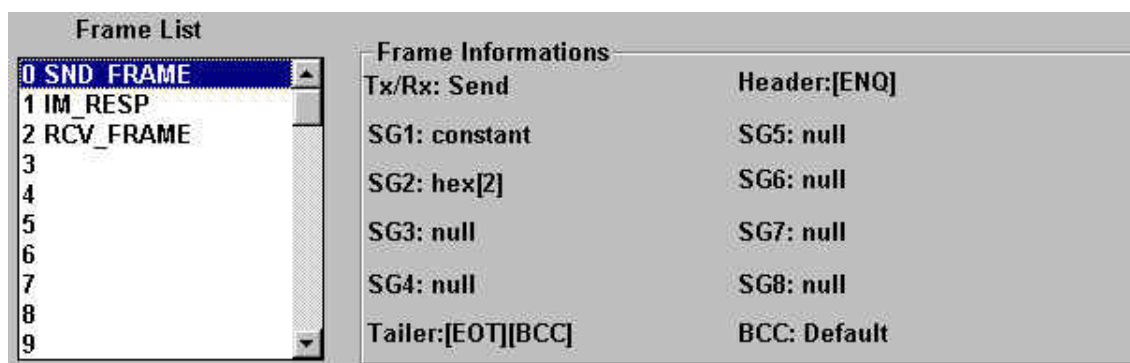 Frame List
0 SND_FRAME
1 IM_RESP
2 RCV_FRAME
3
4
5
6
7
8
9
Frame Informations
Tx/Rx: Send
Header:[ENQ]
SG1: constant
SG5: null
SG2: hex[2]
SG6: null
SG3: null
SG7: null
SG4: null
SG8: null
Tailer:[EOT][BCC]
BCC: Default